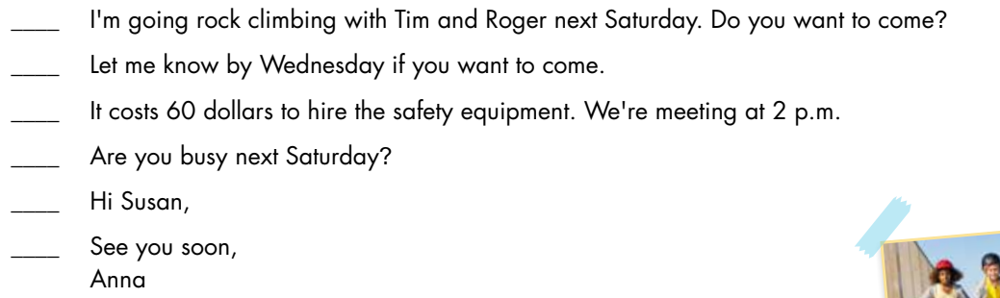 ____ I'm going rock climbing with Tim and Roger next Saturday. Do you want to come?
____ Let me know by Wednesday if you want to come.
____ It costs 60 dollars to hire the safety equipment. We're meeting at 2 p.m.
____ Are you busy next Saturday?
____ Hi Susan,
____ See you soon,
Anna